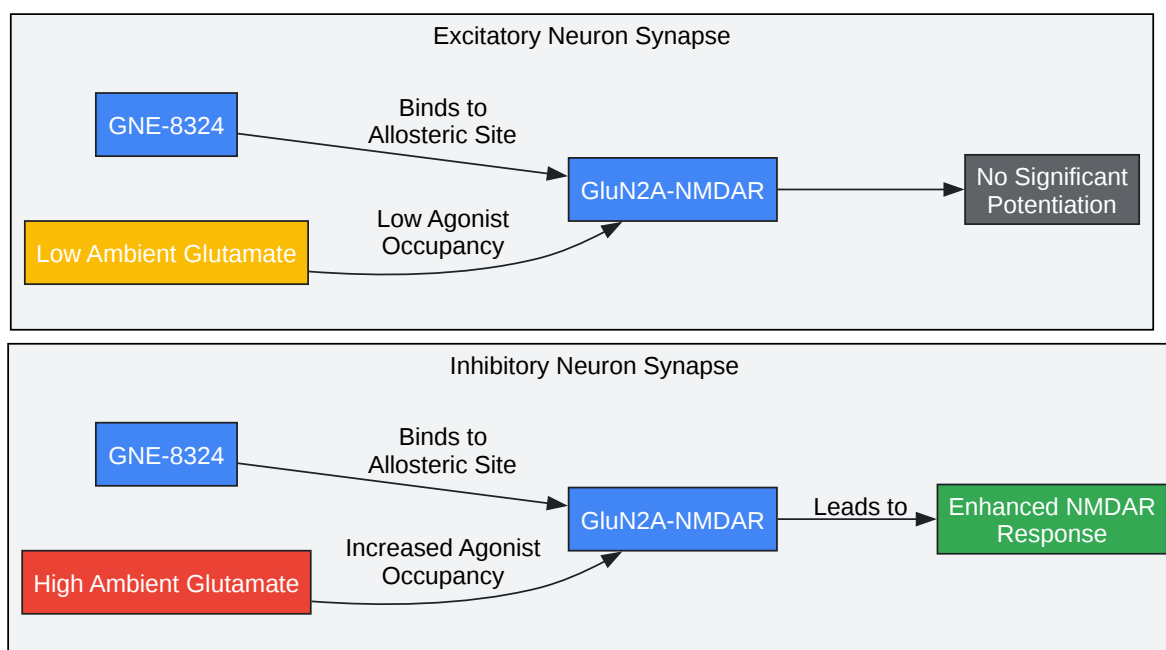 Excitatory Neuron Synapse
GNE-8324
Binds to
Allosteric Site
GluN2A-NMDAR
No Significant
Potentiation
Low Agonist
Occupancy
Low Ambient Glutamate
Inhibitory Neuron Synapse
GNE-8324
Binds to
Allosteric Site
GluN2A-NMDAR
Leads to
Enhanced NMDAR
Response
Increased Agonist
Occupancy
High Ambient Glutamate